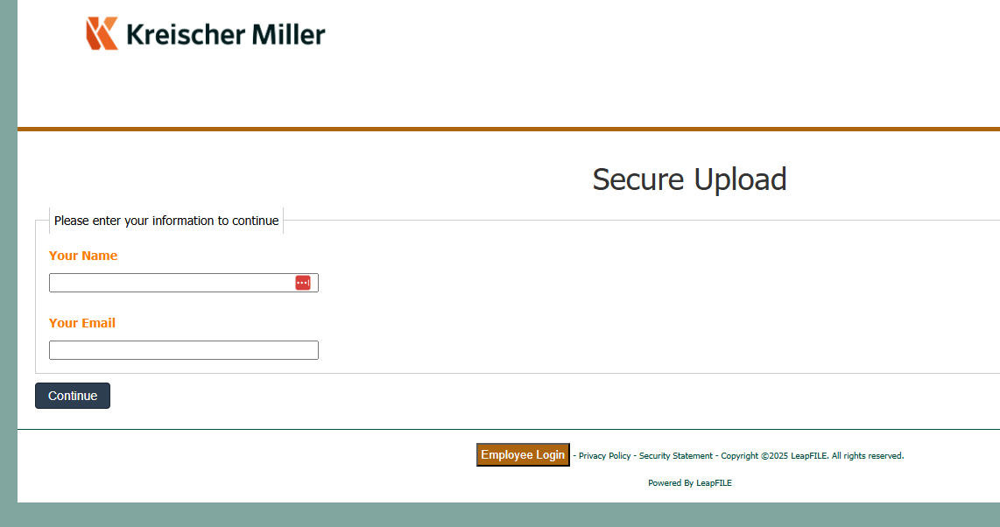 Kreischer Miller
Secure Upload
Please enter your information to continue
Your Name
Your Email
Continue
Employee Login - Privacy Policy - Security Statement - Copyright ©2025 LeapFILE. All rights reserved.
Powered By LeapFILE